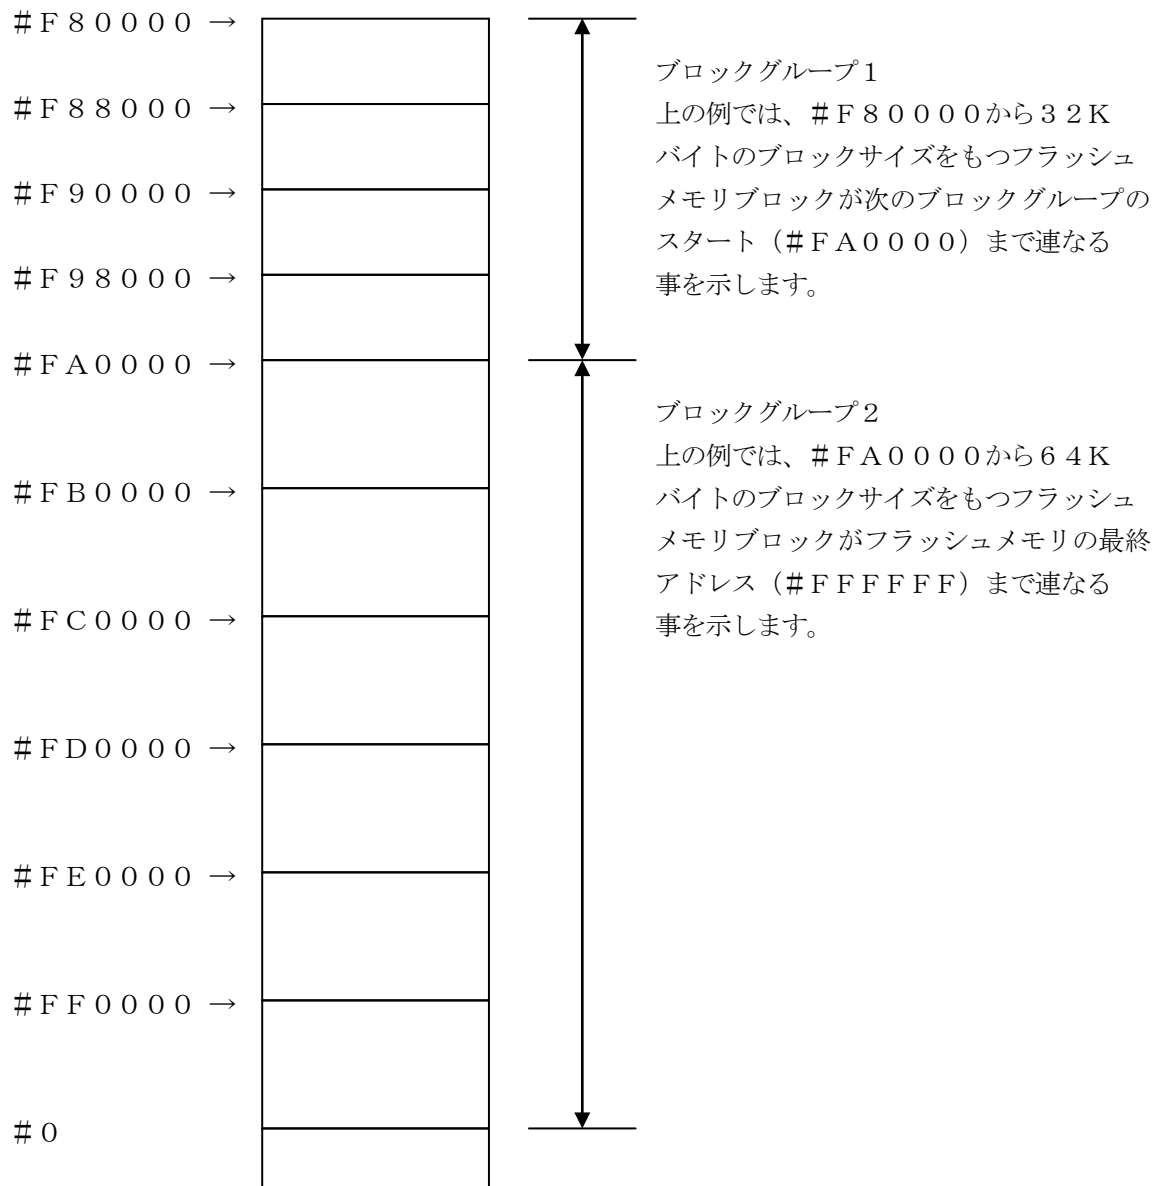 ＃Ｆ８００００ →
＃Ｆ８８０００ →
＃Ｆ９００００ →
＃Ｆ９８０００ →
＃ＦＡ００００ →
＃ＦＢ００００ →
＃ＦＣ００００ →
＃ＦＤ００００ →
＃ＦＥ００００ →
＃ＦＦ００００ →
＃０
ブロックグループ１
上の例では、＃Ｆ８００００から３２Ｋ
バイトのブロックサイズをもつフラッシュ
メモリブロックが次のブロックグループの
スタート（＃ＦＡ００００）まで連なる
事を示します。
ブロックグループ２
上の例では、＃ＦＡ００００から６４Ｋ
バイトのブロックサイズをもつフラッシュ
メモリブロックがフラッシュメモリの最終
アドレス（＃ＦＦＦＦＦＦ）まで連なる
事を示します。